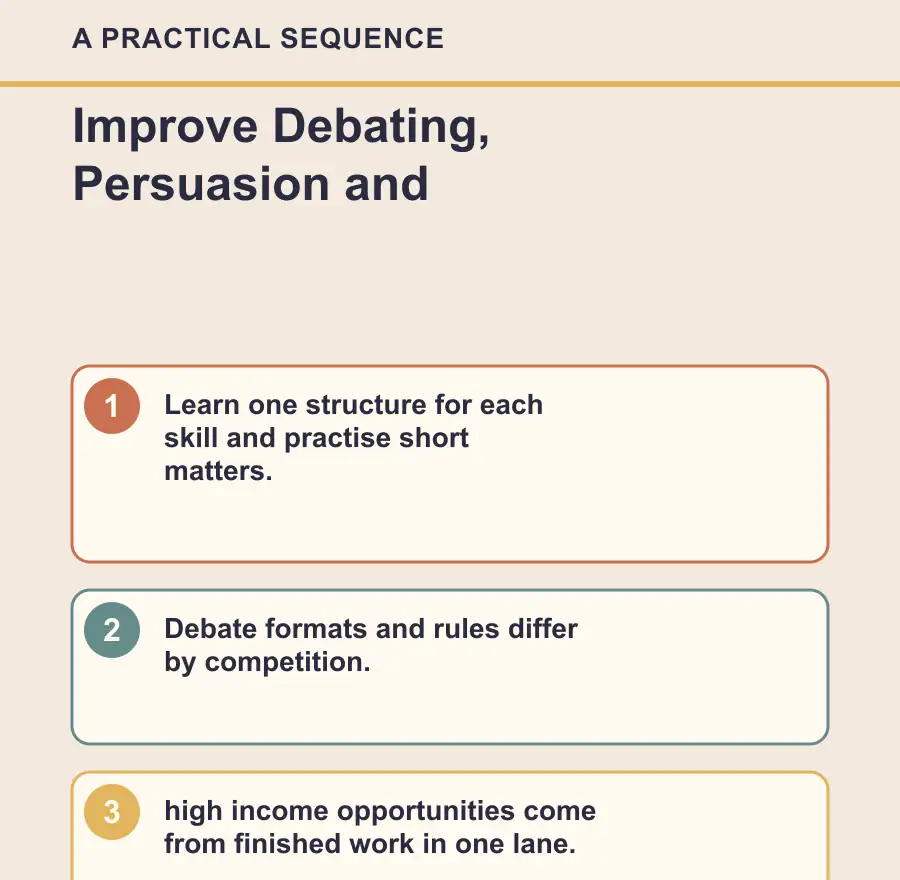 A PRACTICAL SEQUENCE
Improve Debating,
Persuasion and
1
Learn one structure for each
skill and practise short
matters.
2
Debate formats and rules differ
by competition.
3
high income opportunities come
from finished work in one lane.